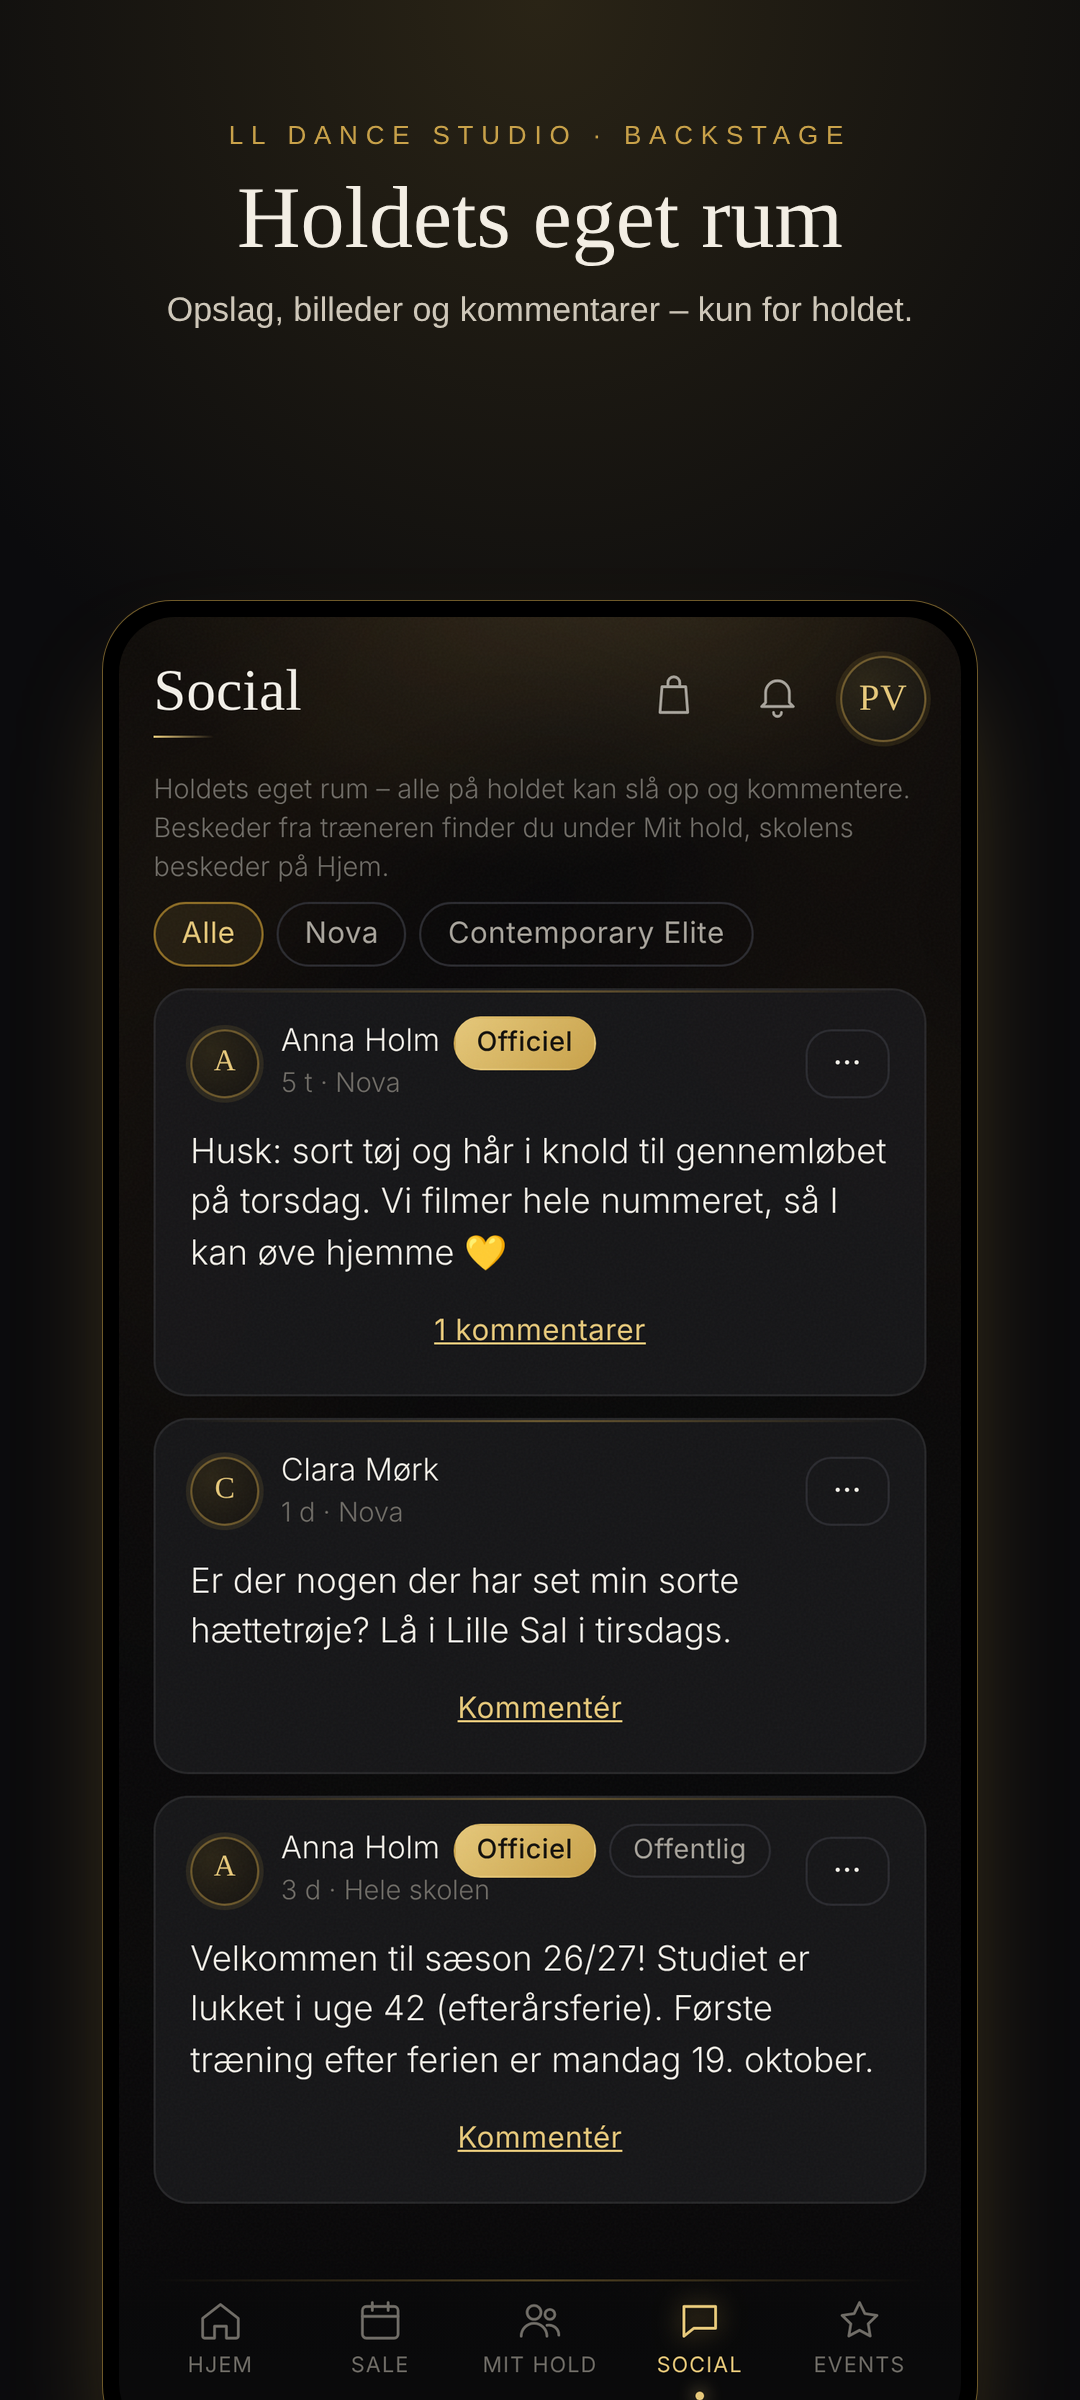 LL DANCE STUDIO · BACKSTAGE
Holdets eget rum
Opslag, billeder og kommentarer – kun for holdet.
Social
PV
Holdets eget rum – alle på holdet kan slå op og kommentere.
Beskeder fra træneren finder du under Mit hold, skolens
beskeder på Hjem.
Alle Nova Contemporary Elite
A Anna Holm Officiel ···
5 t · Nova
Husk: sort tøj og hår i knold til gennemløbet
på torsdag. Vi filmer hele nummeret, så I
kan øve hjemme 💛
1 kommentarer
C Clara Mørk ···
1 d · Nova
Er der nogen der har set min sorte
hættetrøje? Lå i Lille Sal i tirsdags.
Kommentér
A Anna Holm Officiel Offentlig ···
3 d · Hele skolen
Velkommen til sæson 26/27! Studiet er
lukket i uge 42 (efterårsferie). Første
træning efter ferien er mandag 19. oktober.
Kommentér
HJEM SALE MIT HOLD SOCIAL EVENTS